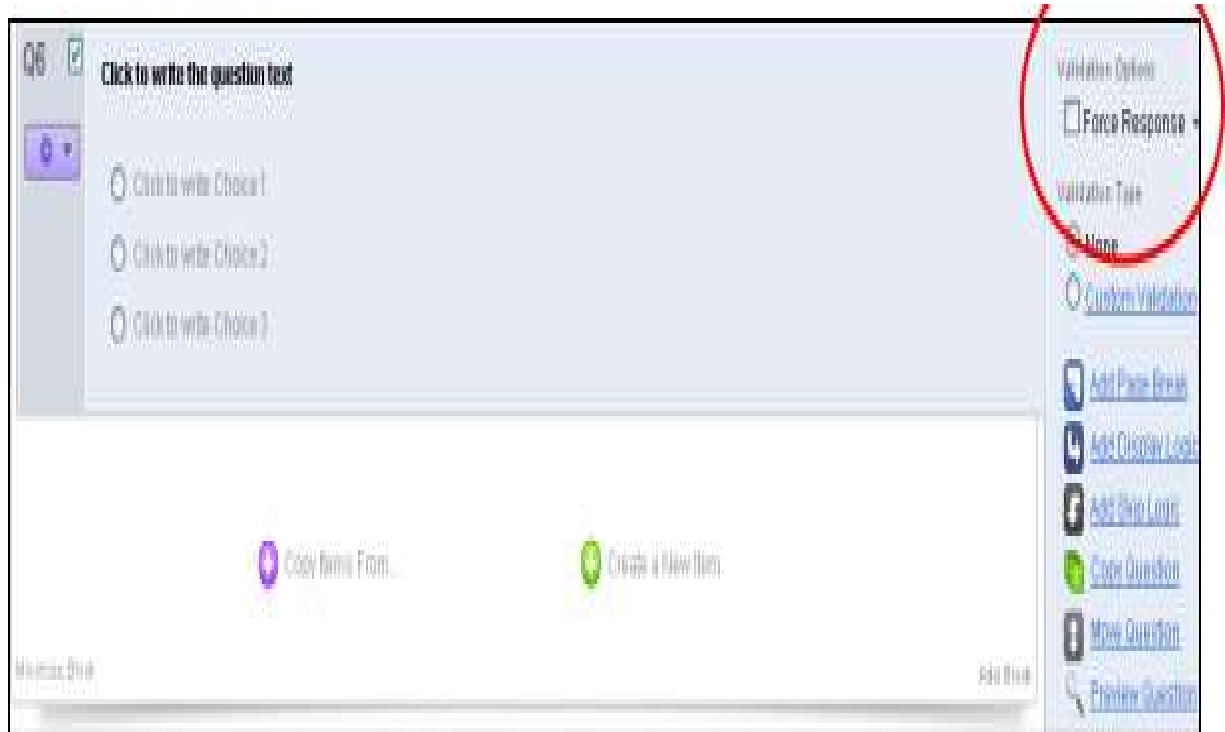 Q6
Click to write the question text
Click to write Choice 1
Click to write Choice 2
Click to write Choice 3
Copy Items From...
Create a New Item
Add Block
Validation Options
Force Response
Validation Type
None
Custom Validation
Add Page Break
Add Display Logic
Add Skip Logic
Copy Question
Move Question
Preview Question